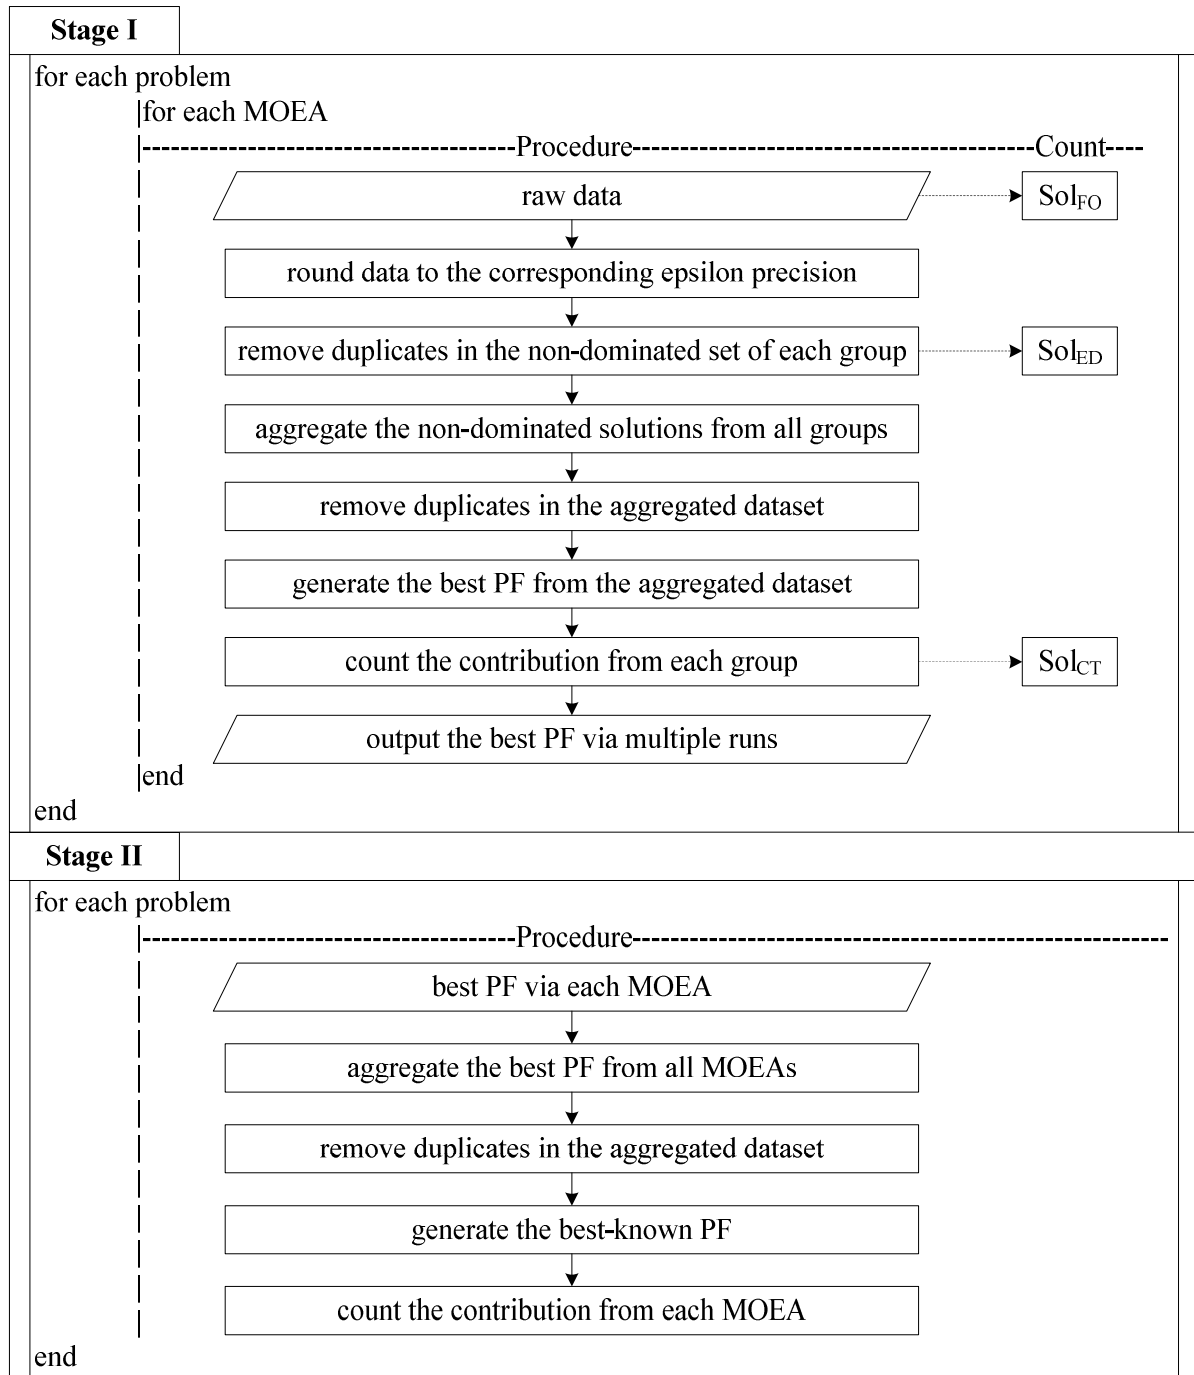 Stage I
for each problem
for each MOEA
Procedure Count
raw data Sol_FO
round data to the corresponding epsilon precision
remove duplicates in the non-dominated set of each group Sol_ED
aggregate the non-dominated solutions from all groups
remove duplicates in the aggregated dataset
generate the best PF from the aggregated dataset
count the contribution from each group Sol_CT
output the best PF via multiple runs
end
end
Stage II
for each problem
Procedure
best PF via each MOEA
aggregate the best PF from all MOEAs
remove duplicates in the aggregated dataset
generate the best-known PF
count the contribution from each MOEA
end